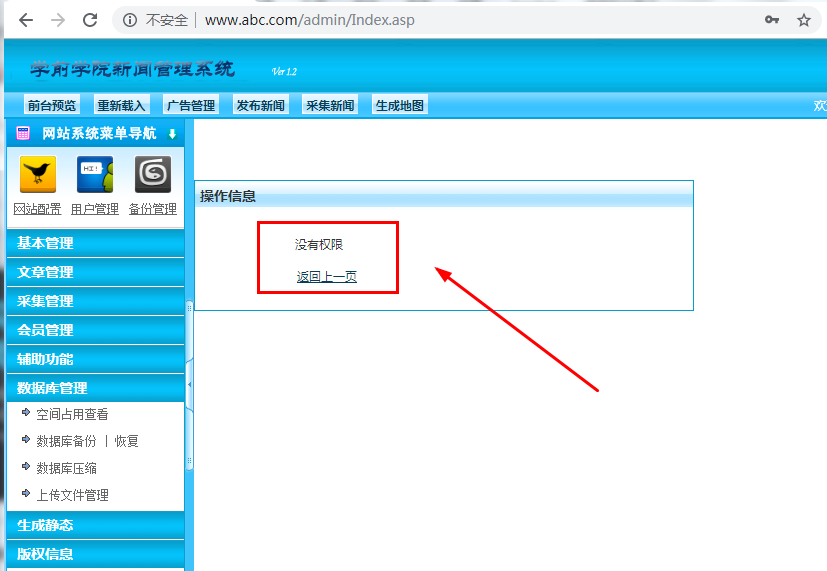 不安全 | www.abc.com/admin/Index.asp
学前学院新闻管理系统 Ver 1.2
前台预览 重新载入 广告管理 发布新闻 采集新闻 生成地图 欢
网站系统菜单导航
HI !
网站配置 用户管理 备份管理
操作信息
没有权限
返回上一页
基本管理
文章管理
采集管理
会员管理
辅助功能
数据库管理
空间占用查看
数据库备份 | 恢复
数据库压缩
上传文件管理
生成静态
版权信息